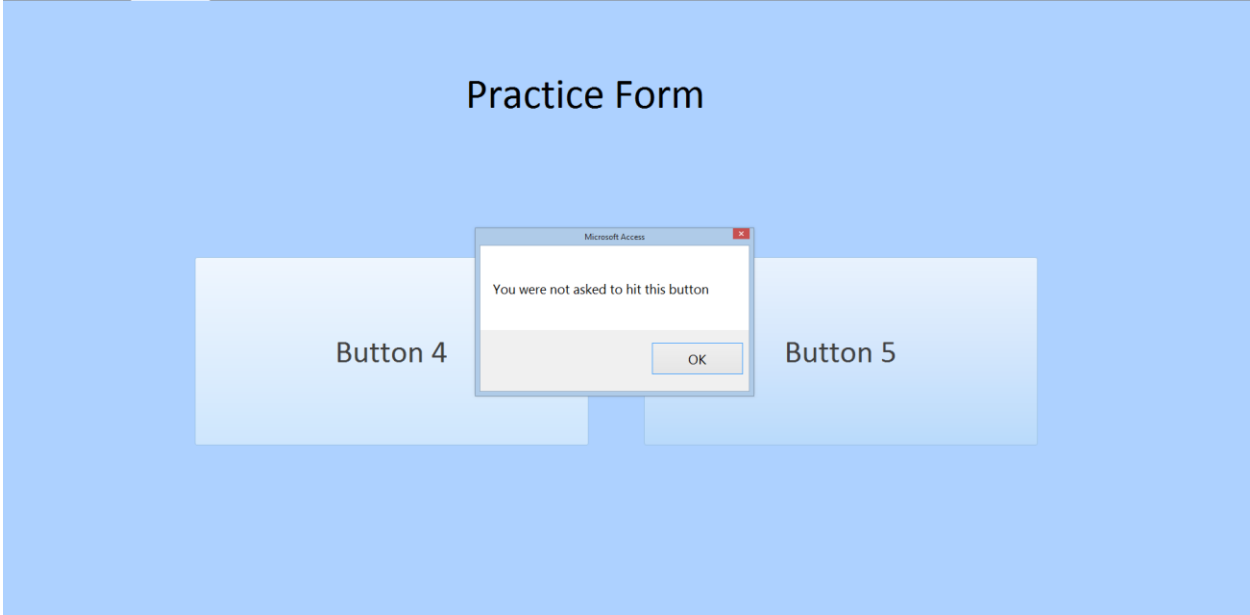 Practice Form
Microsoft Access
You were not asked to hit this button
Button 4
OK
Button 5